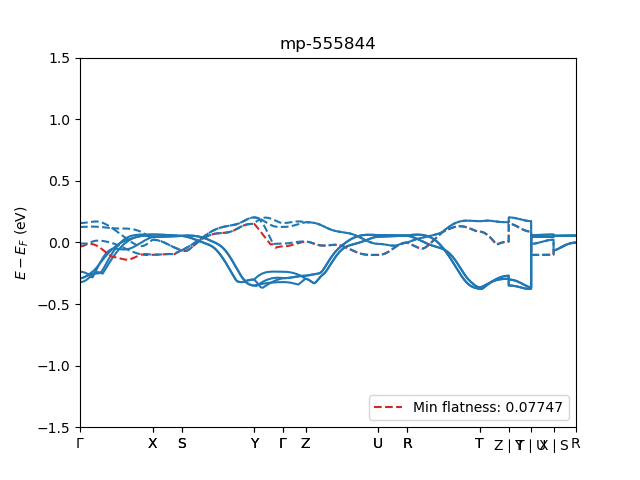 mp-555844
1.5
1.0
0.5
0.0
−0.5
−1.0
−1.5
E − E_F (eV)
Min flatness: 0.07747
Γ X S Y Γ Z U R T Z | Y T | U X | S R